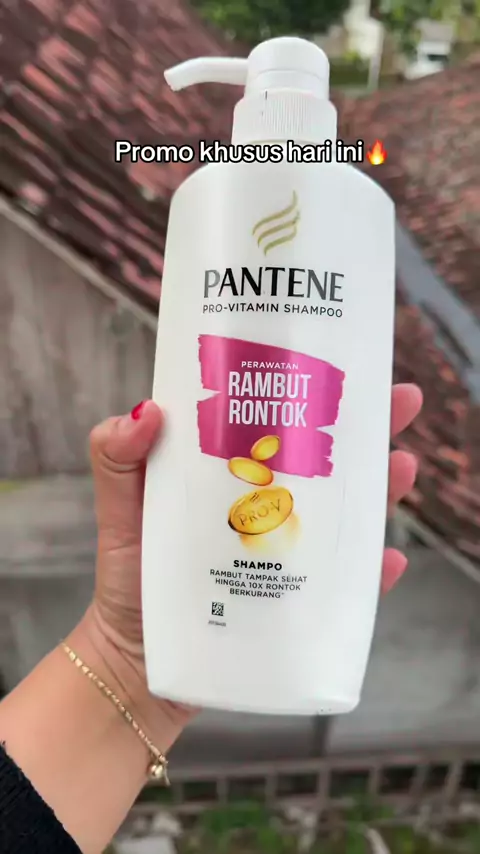 Promo khusus hari ini🔥
PANTENE
PRO-VITAMIN SHAMPOO
PERAWATAN
RAMBUT
RONTOK
PRO-V
SHAMPO
RAMBUT TAMPAK SEHAT
HINGGA 10X RONTOK
BERKURANG*